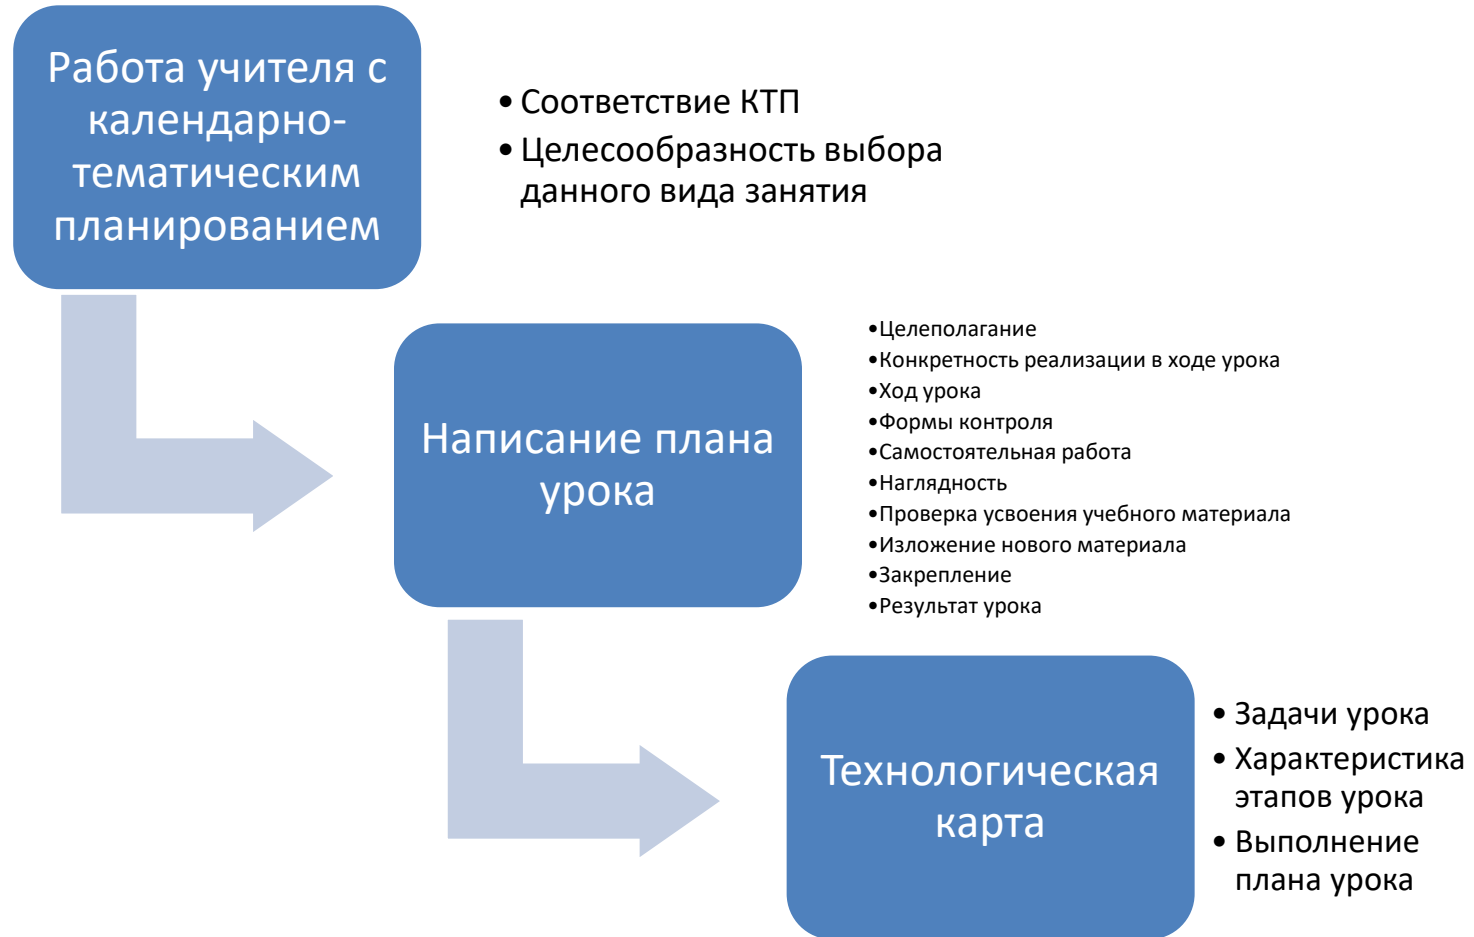 Работа учителя с
календарно-
тематическим
планированием
• Соответствие КТП
• Целесообразность выбора
данного вида занятия
Написание плана
урока
•Целеполагание
•Конкретность реализации в ходе урока
•Ход урока
•Формы контроля
•Самостоятельная работа
•Наглядность
•Проверка усвоения учебного материала
•Изложение нового материала
•Закрепление
•Результат урока
Технологическая
карта
• Задачи урока
• Характеристика
этапов урока
• Выполнение
плана урока